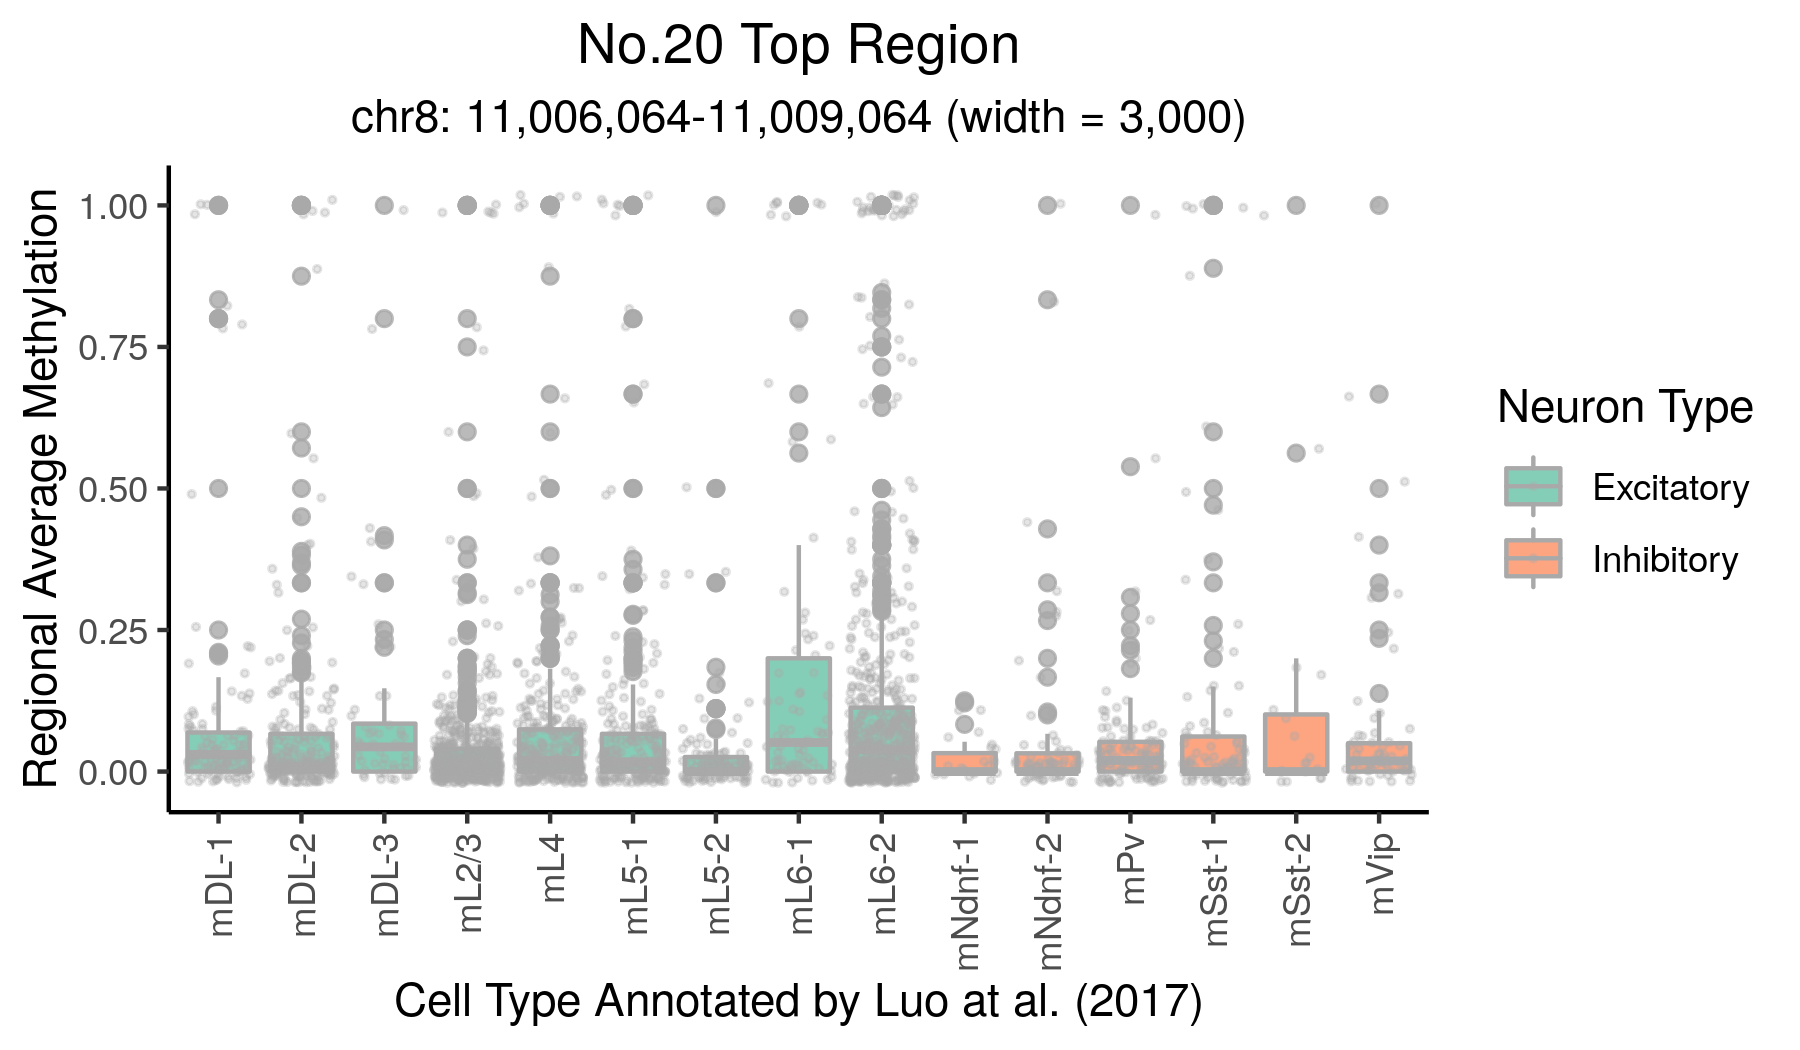 No.20 Top Region
chr8: 11,006,064-11,009,064 (width = 3,000)
Regional Average Methylation
1.00
0.75
0.50
0.25
0.00
mDL-1
mDL-2
mDL-3
mL2/3
mL4
mL5-1
mL5-2
mL6-1
mL6-2
mNdnf-1
mNdnf-2
mPv
mSst-1
mSst-2
mVip
Cell Type Annotated by Luo at al. (2017)
Neuron Type
Excitatory
Inhibitory